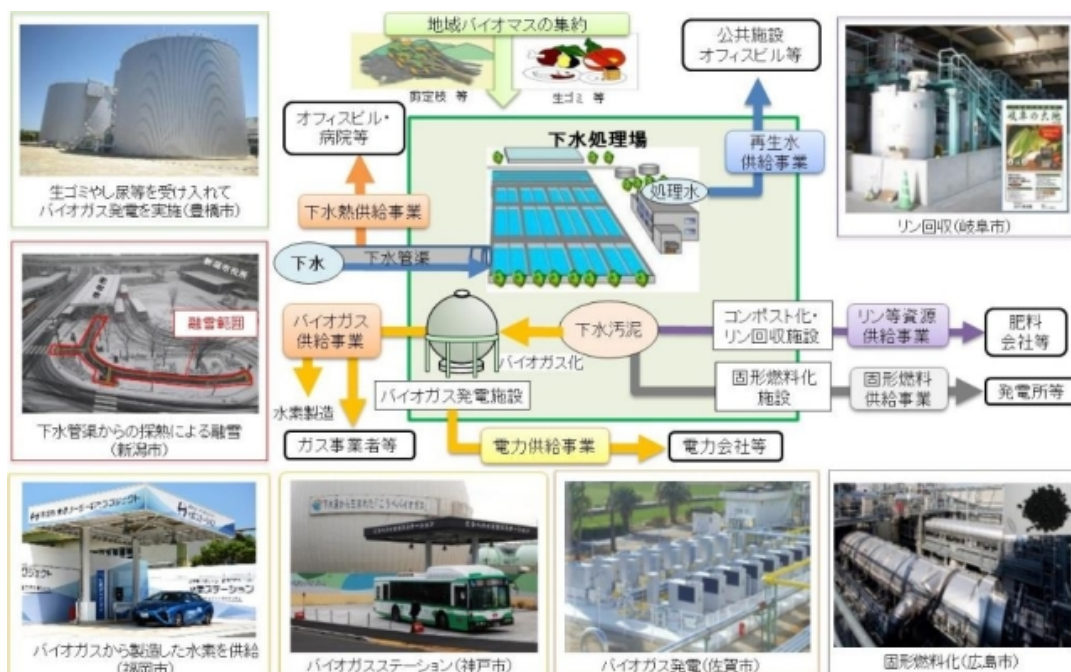 地域バイオマスの集約
剪定枝 等
生ゴミ 等
公共施設
オフィスビル等
オフィスビル・
病院等
下水処理場
再生水
供給事業
処理水
下水熱供給事業
下水
下水管渠
生ゴミやし尿等を受け入れて
バイオガス発電を実施(豊橋市)
岐阜の大地
リン回収(岐阜市)
新潟市役所
融雪範囲
下水管渠からの採熱による融雪
(新潟市)
バイオガス
供給事業
バイオガス化
下水汚泥
コンポスト化・
リン回収施設
リン等資源
供給事業
肥料
会社等
水素製造
バイオガス発電施設
固形燃料化
施設
固形燃料
供給事業
発電所等
ガス事業者等
電力供給事業
電力会社等
バイオガスから製造した水素を供給
(福岡市)
バイオガスステーション(神戸市)
バイオガス発電(佐賀市)
固形燃料化(広島市)